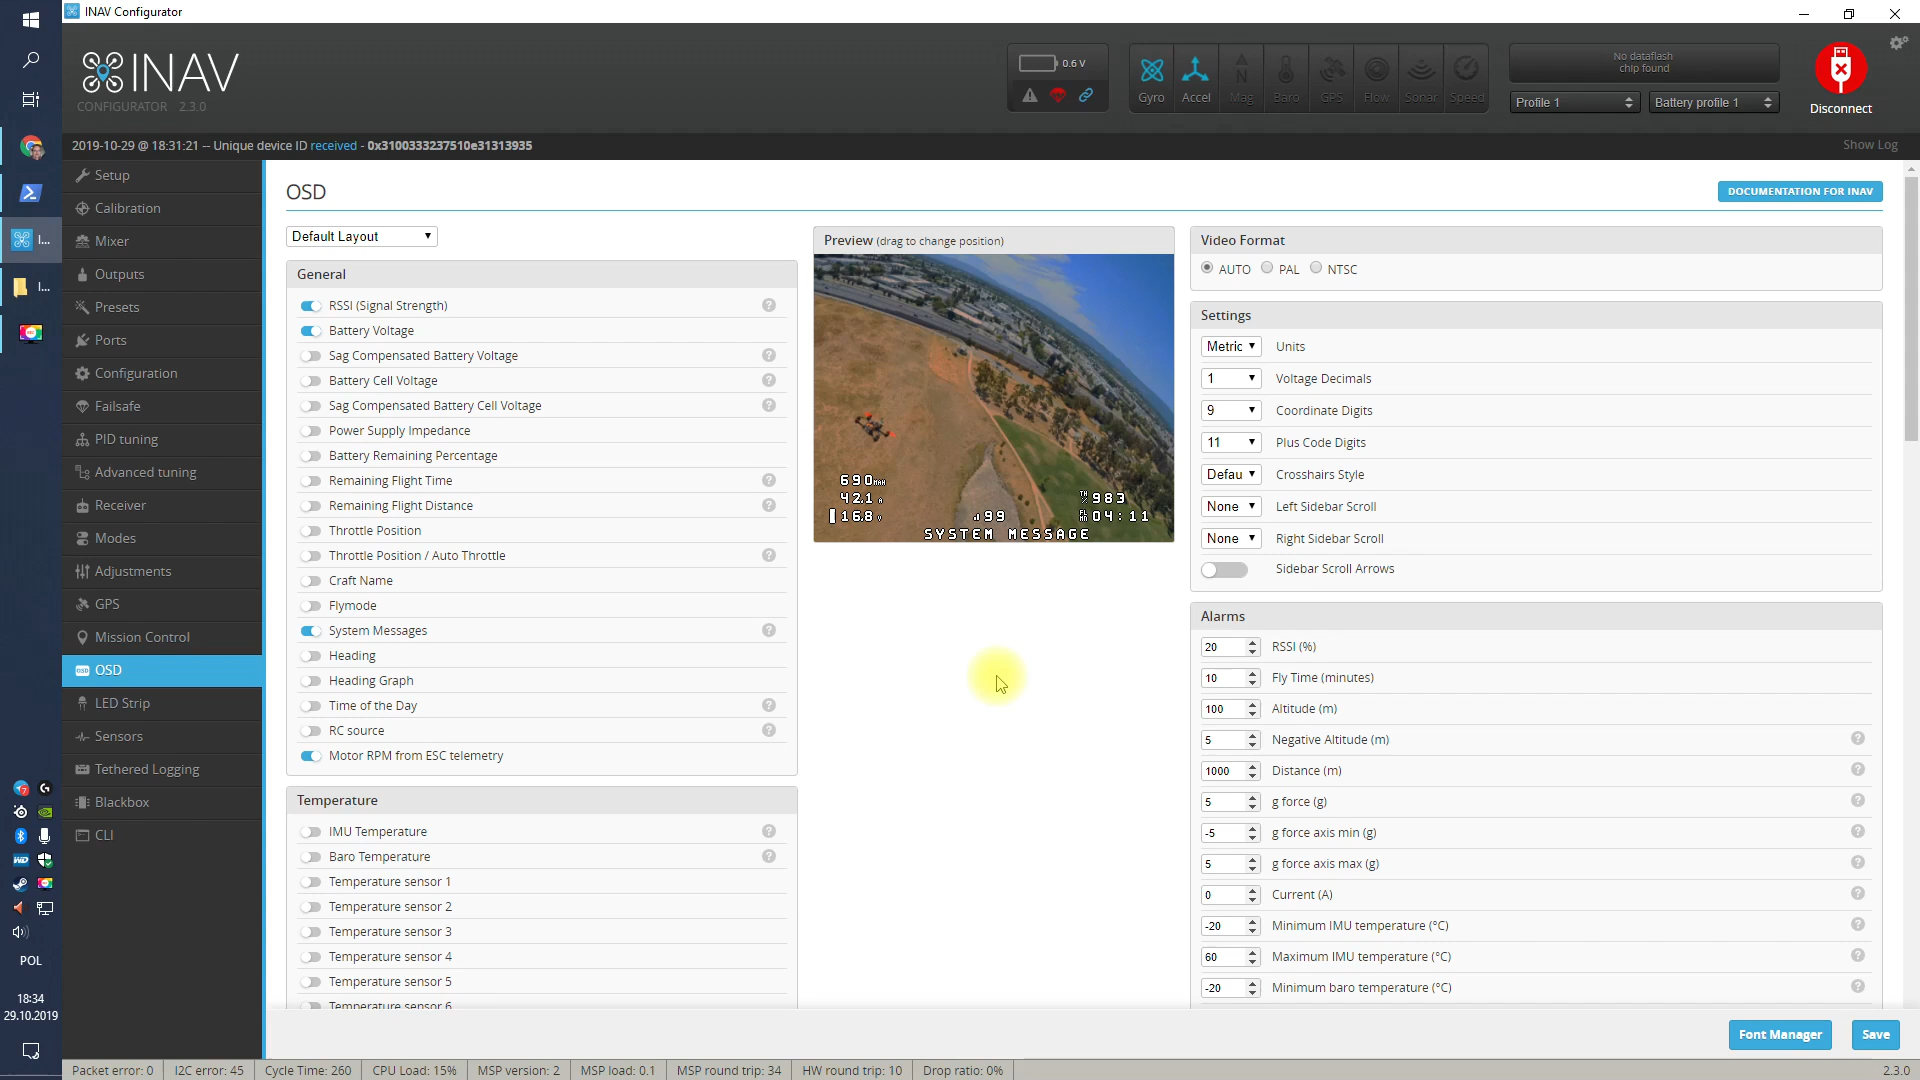 INAV Configurator
INAV
CONFIGURATOR 2.3.0
0.6 V
Gyro
Accel
Mag
Baro
GPS
Flow
Sonar
Speed
No dataflash
chip found
Profile 1
Battery profile 1
Disconnect
2019-10-29 @ 18:31:21 -- Unique device ID received - 0x3100333237510e31313935
Show Log
Setup
Calibration
Mixer
Outputs
Presets
Ports
Configuration
Failsafe
PID tuning
Advanced tuning
Receiver
Modes
Adjustments
GPS
Mission Control
OSD
LED Strip
Sensors
Tethered Logging
Blackbox
CLI
I...
I...
POL
18:34
29.10.2019
OSD
DOCUMENTATION FOR INAV
Default Layout
General
RSSI (Signal Strength)
Battery Voltage
Sag Compensated Battery Voltage
Battery Cell Voltage
Sag Compensated Battery Cell Voltage
Power Supply Impedance
Battery Remaining Percentage
Remaining Flight Time
Remaining Flight Distance
Throttle Position
Throttle Position / Auto Throttle
Craft Name
Flymode
System Messages
Heading
Heading Graph
Time of the Day
RC source
Motor RPM from ESC telemetry
Temperature
IMU Temperature
Baro Temperature
Temperature sensor 1
Temperature sensor 2
Temperature sensor 3
Temperature sensor 4
Temperature sensor 5
Temperature sensor 6
Preview (drag to change position)
690
42.1 A
16.8 V
99
983
04:11
SYSTEM MESSAGE
Video Format
AUTO PAL NTSC
Settings
Metric Units
1 Voltage Decimals
9 Coordinate Digits
11 Plus Code Digits
Defau Crosshairs Style
None Left Sidebar Scroll
None Right Sidebar Scroll
Sidebar Scroll Arrows
Alarms
20 RSSI (%)
10 Fly Time (minutes)
100 Altitude (m)
5 Negative Altitude (m)
1000 Distance (m)
5 g force (g)
-5 g force axis min (g)
5 g force axis max (g)
0 Current (A)
-20 Minimum IMU temperature (°C)
60 Maximum IMU temperature (°C)
-20 Minimum baro temperature (°C)
Font Manager
Save
Packet error: 0
I2C error: 45
Cycle Time: 260
CPU Load: 15%
MSP version: 2
MSP load: 0.1
MSP round trip: 34
HW round trip: 10
Drop ratio: 0%
2.3.0